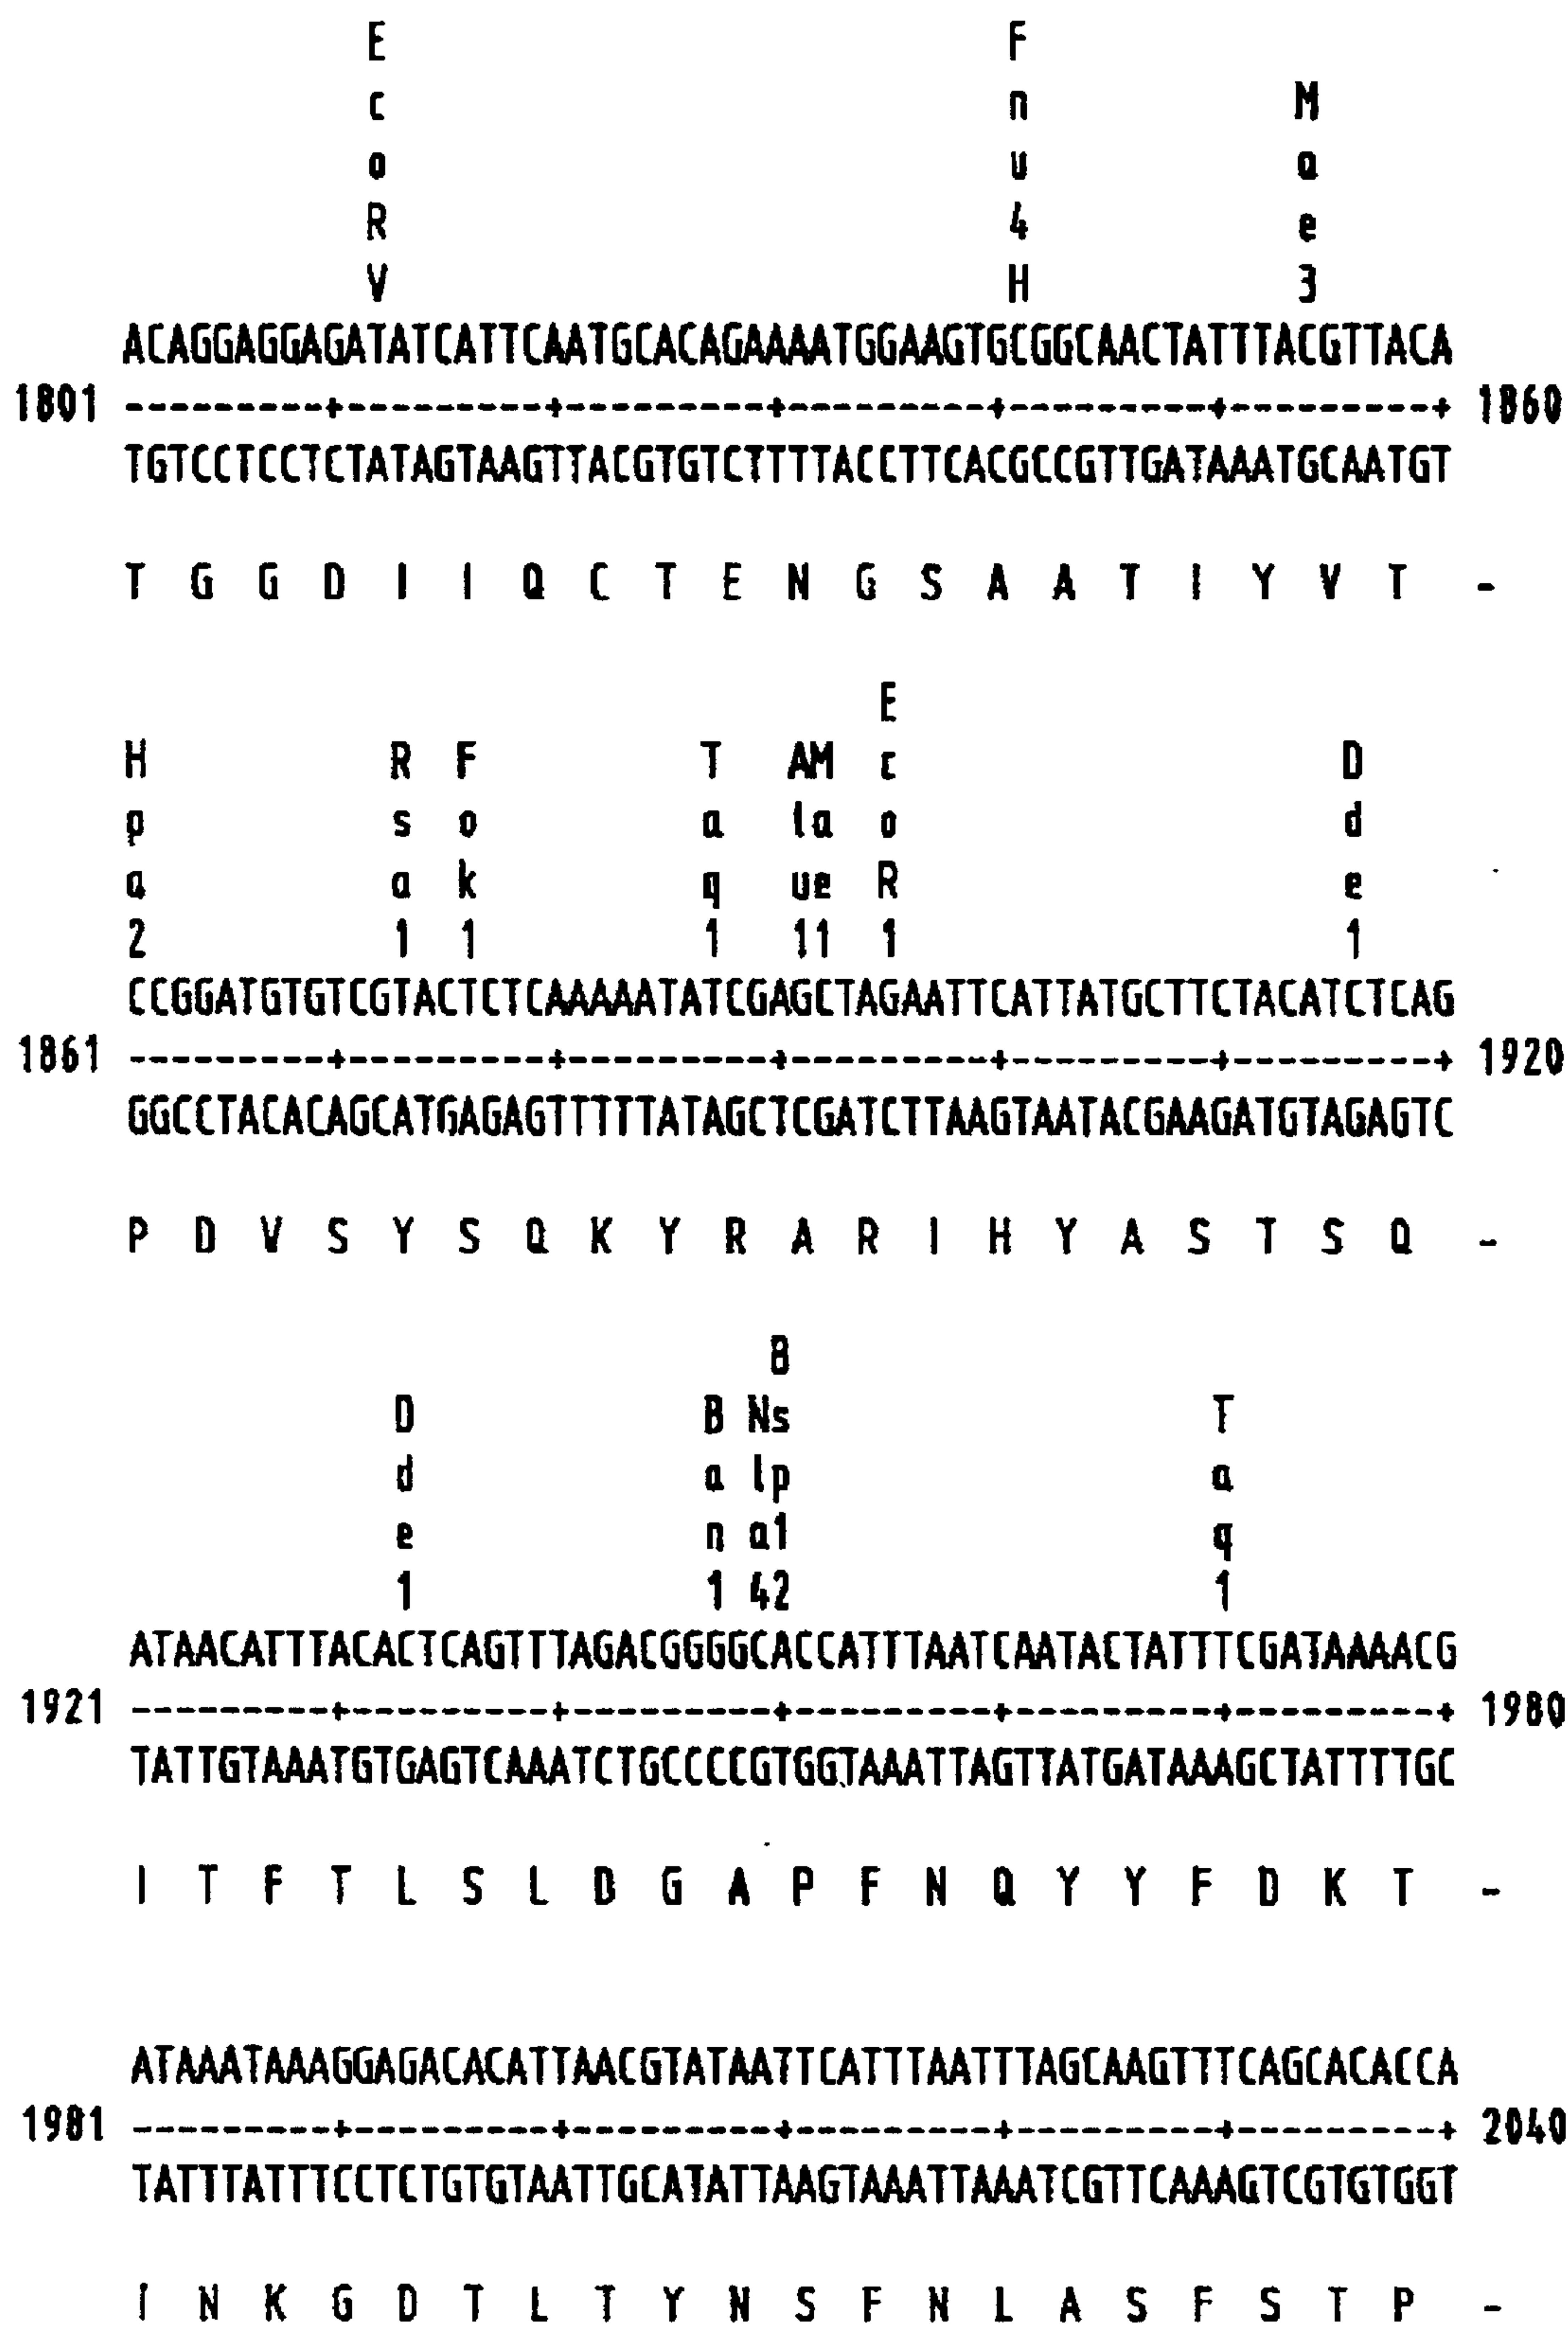 E F
c n M
o u a
R 4 e
V H 3
ACAGGAGGAGATATCATTCAATGCACAGAAAATGGAAGTGCGGCAACTATTTACGTTACA
1801 ---------+---------+---------+---------+---------+---------+ 1860
TGTCCTCCTCTATAGTAAGTTACGTGTCTTTTACCTTCACGCCGTTGATAAATGCAATGT
T G G D I I Q C T E N G S A A T I Y V T -
E
H R F T AM c D
p s o a la o d
a a k q ue R e
2 1 1 1 11 1 1
CCGGATGTGTCGTACTCTCAAAAATATCGAGCTAGAATTCATTATGCTTCTACATCTCAG
1861 ---------+---------+---------+---------+---------+---------+ 1920
GGCCTACACAGCATGAGAGTTTTTATAGCTCGATCTTAAGTAATACGAAGATGTAGAGTC
P D V S Y S Q K Y R A R I H Y A S T S Q -
B
D B Ns T
d a lp a
e n a1 q
1 1 42 1
ATAACATTTACACTCAGTTTAGACGGGGCACCATTTAATCAATACTATTTCGATAAAACG
1921 ---------+---------+---------+---------+---------+---------+ 1980
TATTGTAAATGTGAGTCAAATCTGCCCCGTGGTAAATTAGTTATGATAAAGCTATTTTGC
I T F T L S L D G A P F N Q Y Y F D K T -
ATAAATAAAGGAGACACATTAACGTATAATTCATTTAATTTAGCAAGTTTCAGCACACCA
1981 ---------+---------+---------+---------+---------+---------+ 2040
TATTTATTTCCTCTGTGTAATTGCATATTAAGTAAATTAAATCGTTCAAAGTCGTGTGGT
I N K G D T L T Y N S F N L A S F S T P -